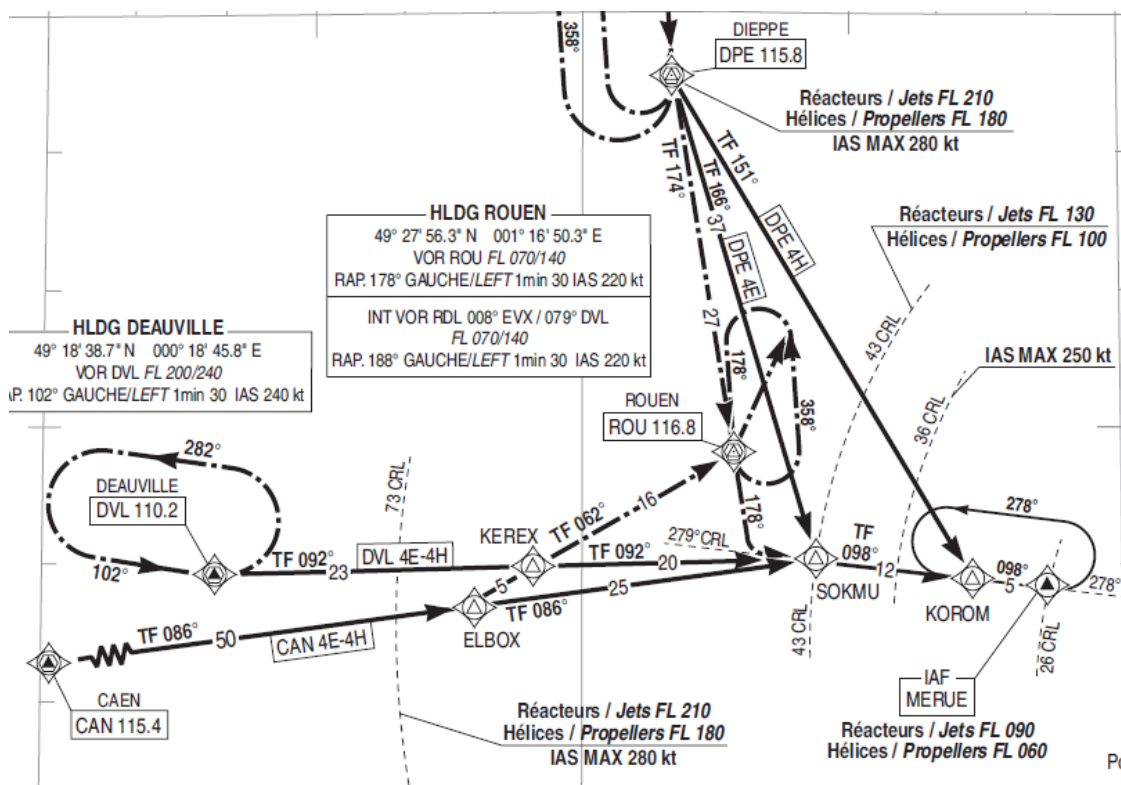 358°
DIEPPE
DPE 115.8
Réacteurs / Jets FL 210
Hélices / Propellers FL 180
IAS MAX 280 kt
TF 174°
TF 166°
TF 151°
37
DPE 4E
DPE 4H
27
HLDG ROUEN
49° 27' 56.3" N 001° 16' 50.3" E
VOR ROU FL 070/140
RAP. 178° GAUCHE/LEFT 1min 30 IAS 220 kt
INT VOR RDL 008° EVX / 079° DVL
FL 070/140
RAP. 188° GAUCHE/LEFT 1min 30 IAS 220 kt
Réacteurs / Jets FL 130
Hélices / Propellers FL 100
HLDG DEAUVILLE
49° 18' 38.7" N 000° 18' 45.8" E
VOR DVL FL 200/240
AP. 102° GAUCHE/LEFT 1min 30 IAS 240 kt
43 CRL
IAS MAX 250 kt
36 CRL
178°
358°
ROUEN
ROU 116.8
282°
DEAUVILLE
DVL 110.2
102°
73 CRL
KEREX
TF 062°
16
178°
279° CRL
278°
TF 092°
23
DVL 4E-4H
TF 092°
20
TF
098°
12
098°
5
278°
SOKMU
KOROM
5
TF 086°
25
ELBOX
TF 086°
50
CAN 4E-4H
43 CRL
26 CRL
CAEN
CAN 115.4
IAF
MERUE
Réacteurs / Jets FL 210
Hélices / Propellers FL 180
IAS MAX 280 kt
Réacteurs / Jets FL 090
Hélices / Propellers FL 060